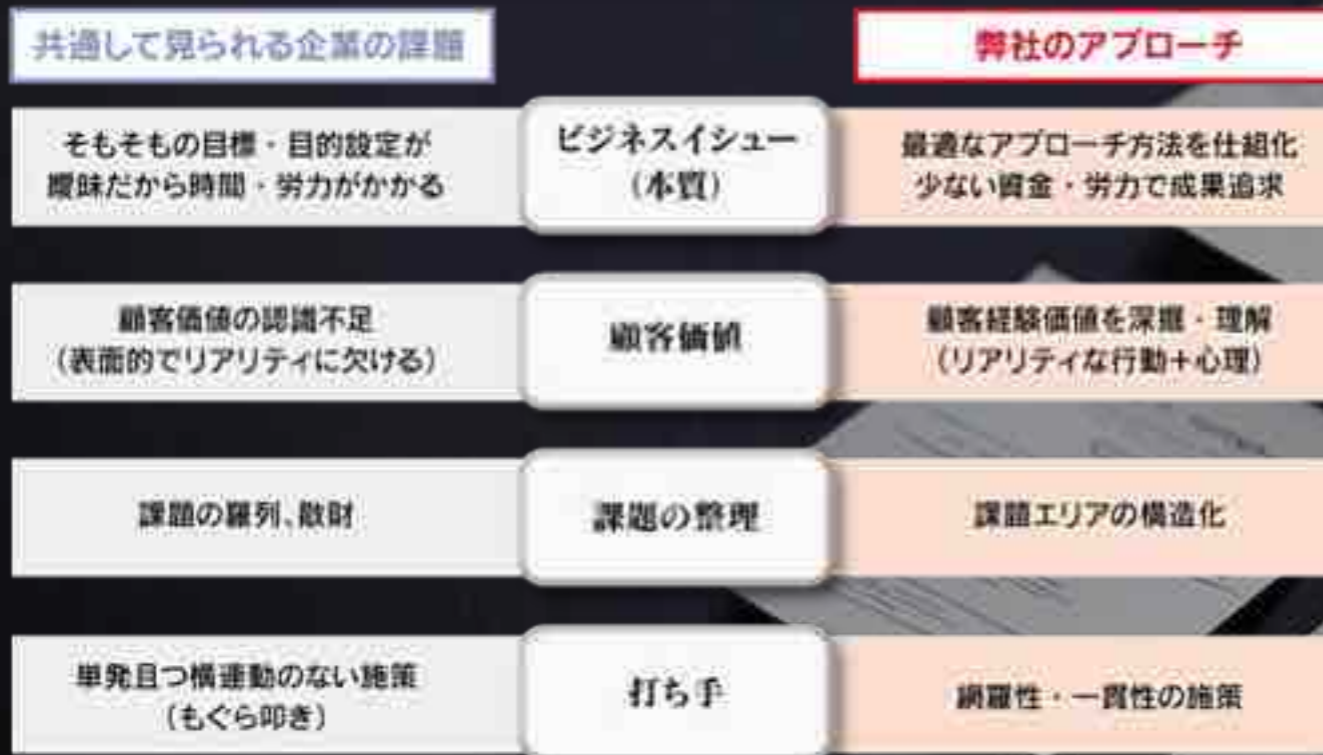 共通して見られる企業の課題
弊社のアプローチ
そもそもの目標・目的設定が
曖昧だから時間・労力がかかる
ビジネスイシュー
(本質)
最適なアプローチ方法を仕組化
少ない資金・労力で成果追求
顧客価値の認識不足
(表面的でリアリティに欠ける)
顧客価値
顧客経験価値を深掘・理解
(リアリティな行動+心理)
課題の羅列、散財
課題の整理
課題エリアの構造化
単発且つ横連動のない施策
(もぐら叩き)
打ち手
網羅性・一貫性の施策